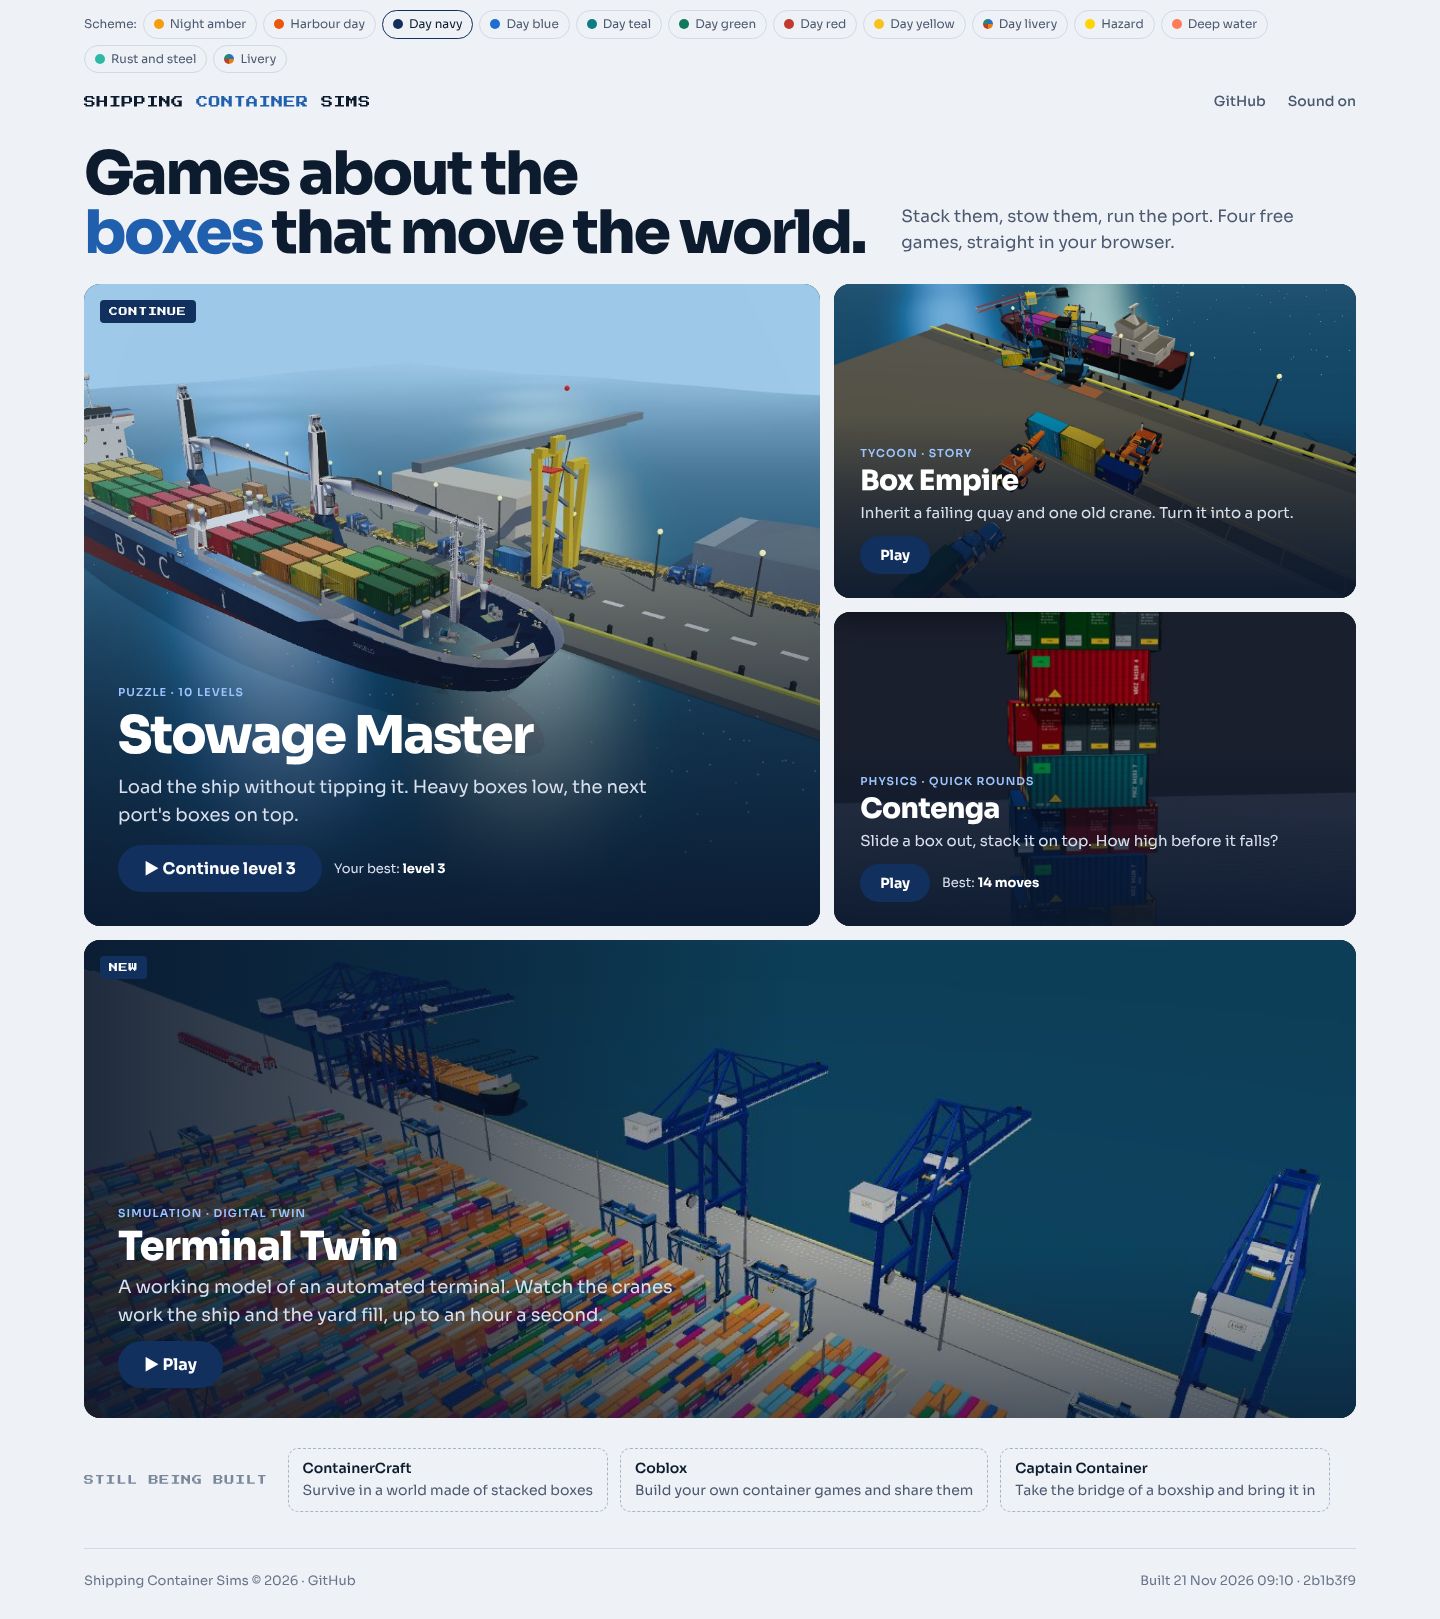 Scheme: Night amber Harbour day Day navy Day blue Day teal Day green Day red Day yellow Day livery Hazard Deep water
Rust and steel Livery
SHIPPING CONTAINER SIMS
GitHub Sound on
Games about the
boxes that move the world.
Stack them, stow them, run the port. Four free
games, straight in your browser.
CONTINUE
BSC
PUZZLE · 10 LEVELS
Stowage Master
Load the ship without tipping it. Heavy boxes low, the next
port's boxes on top.
▶ Continue level 3 Your best: level 3
TYCOON · STORY
Box Empire
Inherit a failing quay and one old crane. Turn it into a port.
Play
PHYSICS · QUICK ROUNDS
Contenga
Slide a box out, stack it on top. How high before it falls?
Play Best: 14 moves
NEW
SIMULATION · DIGITAL TWIN
Terminal Twin
A working model of an automated terminal. Watch the cranes
work the ship and the yard fill, up to an hour a second.
▶ Play
STILL BEING BUILT
ContainerCraft
Survive in a world made of stacked boxes
Coblox
Build your own container games and share them
Captain Container
Take the bridge of a boxship and bring it in
Shipping Container Sims © 2026 · GitHub
Built 21 Nov 2026 09:10 · 2b1b3f9